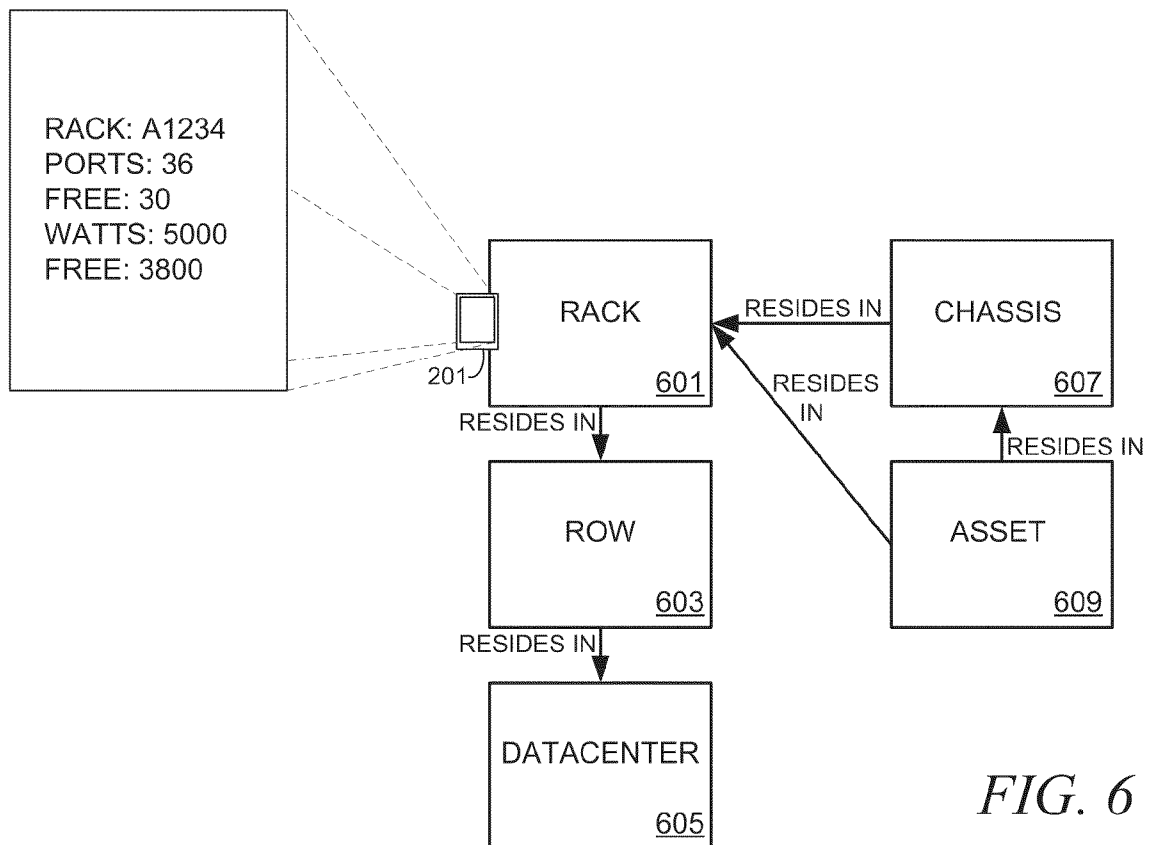 RACK: A1234
PORTS: 36
FREE: 30
WATTS: 5000
FREE: 3800
201
RACK
601
RESIDES IN
CHASSIS
607
RESIDES
IN
RESIDES IN
RESIDES IN
ROW
603
ASSET
609
RESIDES IN
DATACENTER
605
FIG. 6